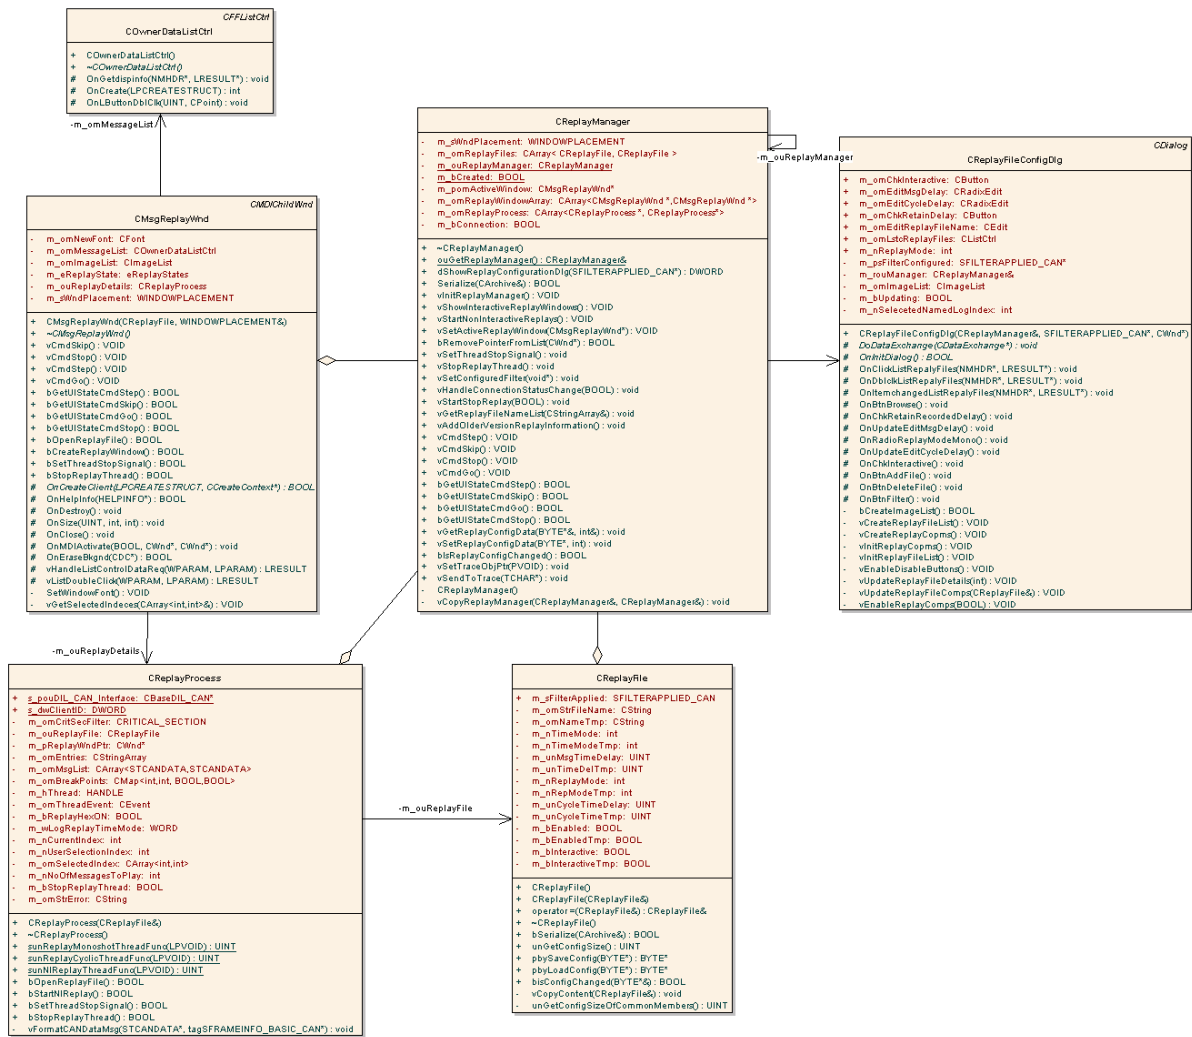 CFFListCtrl
COwnerDataListCtrl
+ COwnerDataListCtrl()
+ ~COwnerDataListCtrl()
# OnGetdispinfo(NMHDR*, LRESULT*) : void
# OnCreate(LPCREATESTRUCT) : int
# OnLButtonDblClk(UINT, CPoint) : void
-m_omMessageList
CMDIChildWnd
CMsgReplayWnd
- m_omNewFont: CFont
- m_omMessageList: COwnerDataListCtrl
- m_omImageList: CImageList
- m_eReplayState: eReplayStates
- m_ouReplayDetails: CReplayProcess
- m_sWndPlacement: WINDOWPLACEMENT
+ CMsgReplayWnd(CReplayFile, WINDOWPLACEMENT&)
+ ~CMsgReplayWnd()
+ vCmdSkip() : VOID
+ vCmdStop() : VOID
+ vCmdStep() : VOID
+ vCmdGo() : VOID
+ bGetUIStateCmdStep() : BOOL
+ bGetUIStateCmdSkip() : BOOL
+ bGetUIStateCmdGo() : BOOL
+ bGetUIStateCmdStop() : BOOL
+ bOpenReplayFile() : BOOL
+ bCreateReplayWindow() : BOOL
+ bSetThreadStopSignal() : BOOL
+ bStopReplayThread() : BOOL
# OnCreateClient(LPCREATESTRUCT, CCreateContext*) : BOOL
# OnHelpInfo(HELPINFO*) : BOOL
# OnDestroy() : void
# OnSize(UINT, int, int) : void
# OnClose() : void
# OnMDIActivate(BOOL, CWnd*, CWnd*) : void
# OnEraseBkgnd(CDC*) : BOOL
# vHandleListControlDataReq(WPARAM, LPARAM) : LRESULT
# vListDoubleClick(WPARAM, LPARAM) : LRESULT
- SetWindowFont() : VOID
- vGetSelectedIndeces(CArray<int,int>&) : VOID
-m_ouReplayDetails
CReplayManager
- m_sWndPlacement: WINDOWPLACEMENT
- m_omReplayFiles: CArray< CReplayFile, CReplayFile >
- m_ouReplayManager: CReplayManager
- m_bCreated: BOOL
- m_pomActiveWindow: CMsgReplayWnd*
- m_omReplayWindowArray: CArray<CMsgReplayWnd *,CMsgReplayWnd *>
- m_omReplayProcess: CArray<CReplayProcess *, CReplayProcess*>
- m_bConnection: BOOL
+ ~CReplayManager()
+ ouGetReplayManager() : CReplayManager&
+ dShowReplayConfigurationDlg(SFILTERAPPLIED_CAN*) : DWORD
+ Serialize(CArchive&) : BOOL
+ vInitReplayManager() : VOID
+ vShowInteractiveReplayWindows() : VOID
+ vStartNonInteractiveReplays() : VOID
+ vSetActiveReplayWindow(CMsgReplayWnd*) : VOID
+ bRemovePointerFromList(CWnd*) : BOOL
+ vSetThreadStopSignal() : void
+ vStopReplayThread() : void
+ vSetConfiguredFilter(void*) : void
+ vHandleConnectionStatusChange(BOOL) : void
+ vStartStopReplay(BOOL) : void
+ vGetReplayFileNameList(CStringArray&) : void
+ vAddOlderVersionReplayInformation() : void
+ vCmdStep() : VOID
+ vCmdSkip() : VOID
+ vCmdStop() : VOID
+ vCmdGo() : VOID
+ bGetUIStateCmdStep() : BOOL
+ bGetUIStateCmdSkip() : BOOL
+ bGetUIStateCmdGo() : BOOL
+ bGetUIStateCmdStop() : BOOL
+ vGetReplayConfigData(BYTE*&, int&) : void
+ vSetReplayConfigData(BYTE*, int) : void
+ bIsReplayConfigChanged() : BOOL
+ vSetTraceObjPtr(PVOID) : void
+ vSendToTrace(TCHAR*) : void
- CReplayManager()
- vCopyReplayManager(CReplayManager&, CReplayManager&) : void
-m_ouReplayManager
CDialog
CReplayFileConfigDlg
+ m_omChkInteractive: CButton
+ m_omEditMsgDelay: CRadixEdit
+ m_omEditCycleDelay: CRadixEdit
+ m_omChkRetainDelay: CButton
+ m_omEditReplayFileName: CEdit
+ m_omLstcReplayFiles: CListCtrl
+ m_nReplayMode: int
- m_psFilterConfigured: SFILTERAPPLIED_CAN*
- m_rouManager: CReplayManager&
- m_omImageList: CImageList
- m_bUpdating: BOOL
- m_nSelecetedNamedLogIndex: int
+ CReplayFileConfigDlg(CReplayManager&, SFILTERAPPLIED_CAN*, CWnd*)
# DoDataExchange(CDataExchange*) : void
# OnInitDialog() : BOOL
# OnClickListRepalyFiles(NMHDR*, LRESULT*) : void
# OnDblclkListRepalyFiles(NMHDR*, LRESULT*) : void
# OnItemchangedListRepalyFiles(NMHDR*, LRESULT*) : void
# OnBtnBrowse() : void
# OnChkRetainRecordedDelay() : void
# OnUpdateEditMsgDelay() : void
# OnRadioReplayModeMono() : void
# OnUpdateEditCycleDelay() : void
# OnChkInteractive() : void
# OnBtnAddFile() : void
# OnBtnDeleteFile() : void
# OnBtnFilter() : void
- bCreateImageList() : BOOL
- vCreateReplayFileList() : VOID
- vCreateReplayCopms() : VOID
- vInitReplayCopms() : VOID
- vInitReplayFileList() : VOID
- vEnableDisableButtons() : VOID
- vUpdateReplayFileDetails(int) : VOID
- vUpdateReplayFileComps(CReplayFile&) : VOID
- vEnableReplayComps(BOOL) : VOID
CReplayProcess
+ s_pouDIL_CAN_Interface: CBaseDIL_CAN*
+ s_dwClientID: DWORD
- m_omCritSecFilter: CRITICAL_SECTION
- m_ouReplayFile: CReplayFile
- m_pReplayWndPtr: CWnd*
- m_omEntries: CStringArray
- m_omMsgList: CArray<STCANDATA,STCANDATA>
- m_omBreakPoints: CMap<int,int, BOOL,BOOL>
- m_hThread: HANDLE
- m_omThreadEvent: CEvent
- m_bReplayHexON: BOOL
- m_wLogReplayTimeMode: WORD
- m_nCurrentIndex: int
- m_nUserSelectionIndex: int
- m_omSelectedIndex: CArray<int,int>
- m_nNoOfMessagesToPlay: int
- m_bStopReplayThread: BOOL
- m_omStrError: CString
+ CReplayProcess(CReplayFile&)
+ ~CReplayProcess()
+ sunReplayMonoshotThreadFunc(LPVOID) : UINT
+ sunReplayCyclicThreadFunc(LPVOID) : UINT
+ sunNIReplayThreadFunc(LPVOID) : UINT
+ bOpenReplayFile() : BOOL
+ bStartNIReplay() : BOOL
+ bSetThreadStopSignal() : BOOL
+ bStopReplayThread() : BOOL
- vFormatCANDataMsg(STCANDATA*, tagSFRAMEINFO_BASIC_CAN*) : void
-m_ouReplayFile
CReplayFile
+ m_sFilterApplied: SFILTERAPPLIED_CAN
- m_omStrFileName: CString
- m_omNameTmp: CString
- m_nTimeMode: int
- m_nTimeModeTmp: int
- m_unMsgTimeDelay: UINT
- m_unTimeDelTmp: UINT
- m_nReplayMode: int
- m_nRepModeTmp: int
- m_unCycleTimeDelay: UINT
- m_unCycleTimeTmp: UINT
- m_bEnabled: BOOL
- m_bEnabledTmp: BOOL
- m_bInteractive: BOOL
- m_bInteractiveTmp: BOOL
+ CReplayFile()
+ CReplayFile(CReplayFile&)
+ operator =(CReplayFile&) : CReplayFile&
+ ~CReplayFile()
+ bSerialize(CArchive&) : BOOL
+ unGetConfigSize() : UINT
+ pbySaveConfig(BYTE*) : BYTE*
+ pbyLoadConfig(BYTE*) : BYTE*
+ bisConfigChanged(BYTE*&) : BOOL
- vCopyContent(CReplayFile&) : void
- unGetConfigSizeOfCommonMembers() : UINT